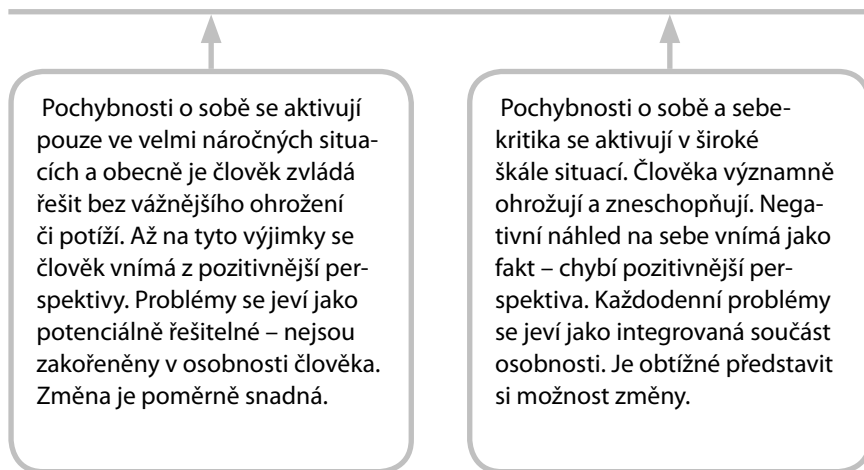 Pochybnosti o sobě se aktivují
pouze ve velmi náročných situa-
cích a obecně je člověk zvládá
řešit bez vážnějšího ohrožení
či potíží. Až na tyto výjimky se
člověk vnímá z pozitivnější per-
spektivy. Problémy se jeví jako
potenciálně řešitelné – nejsou
zakořeněny v osobnosti člověka.
Změna je poměrně snadná.
Pochybnosti o sobě a sebe-
kritika se aktivují v široké
škále situací. Člověka významně
ohrožují a zneschopňují. Nega-
tivní náhled na sebe vnímá jako
fakt – chybí pozitivnější per-
spektiva. Každodenní problémy
se jeví jako integrovaná součást
osobnosti. Je obtížné představit
si možnost změny.